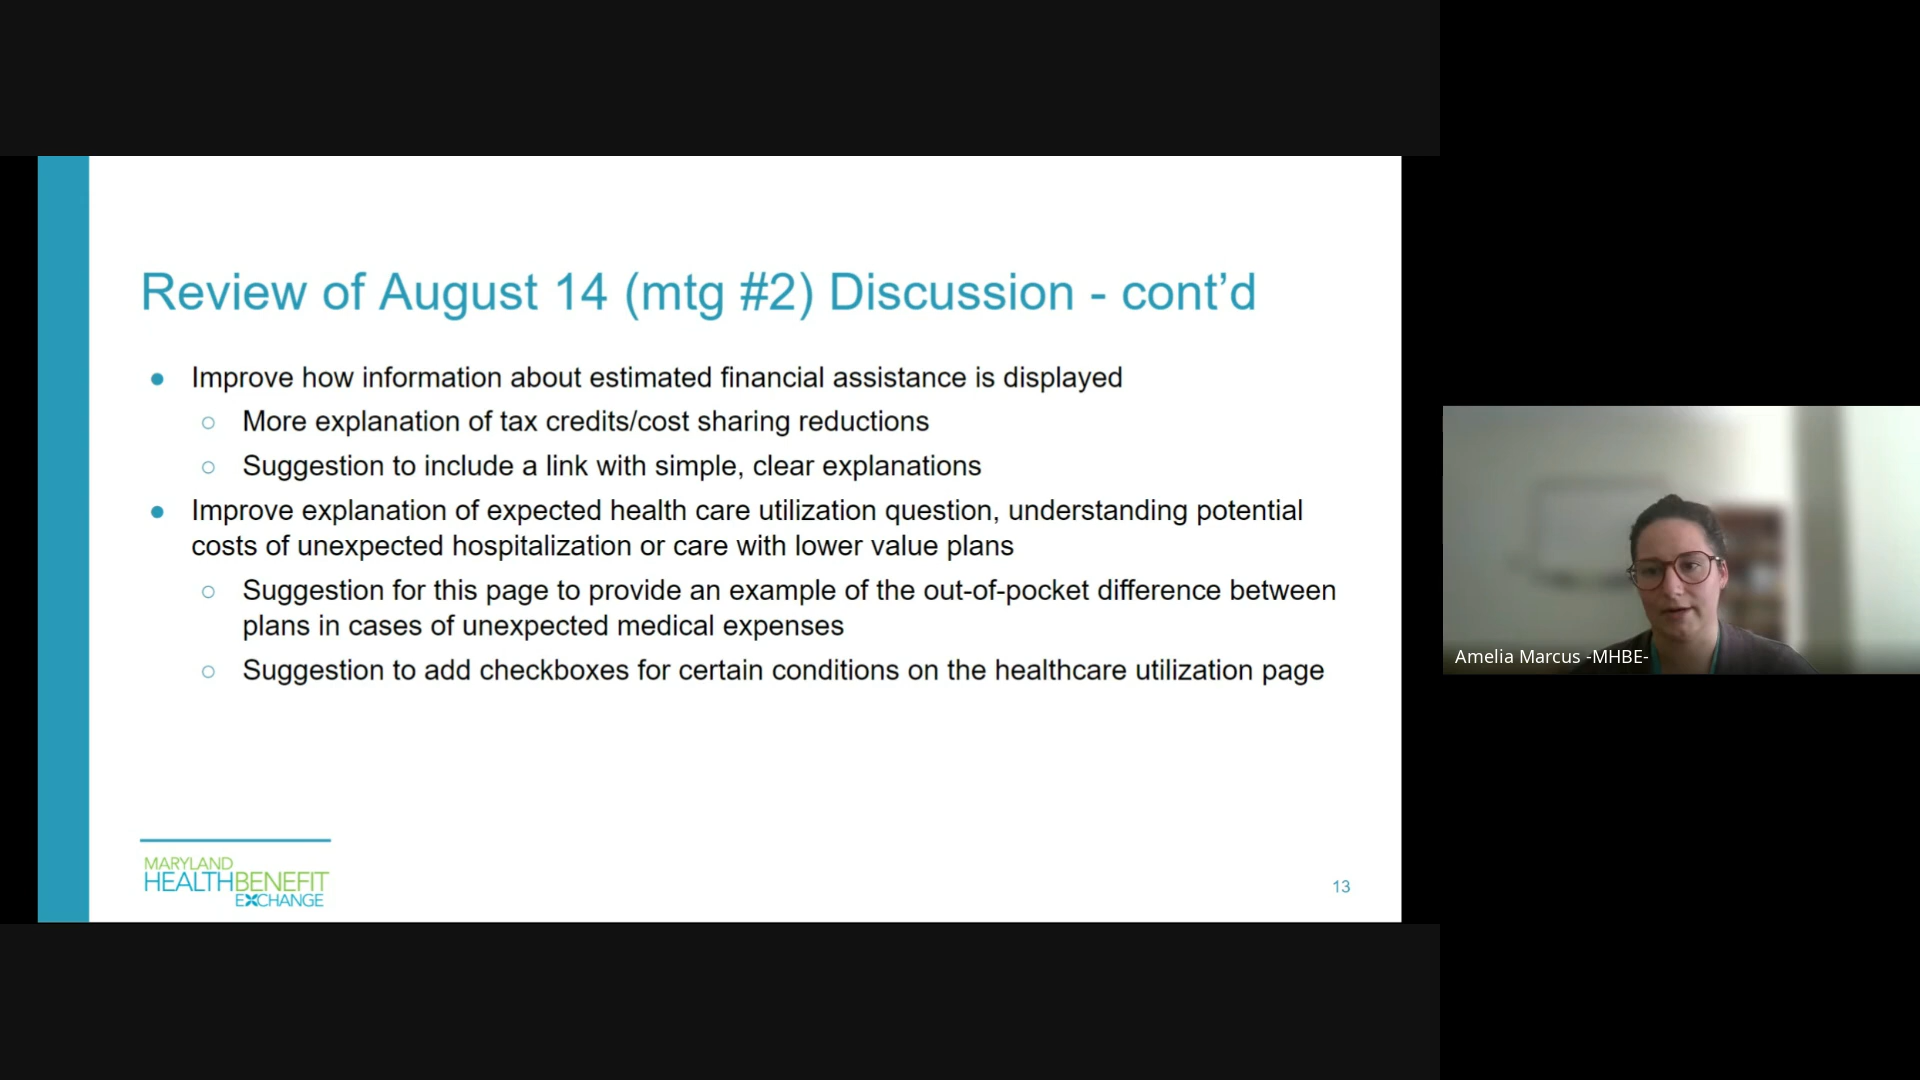 Review of August 14 (mtg #2) Discussion - cont’d
● Improve how information about estimated financial assistance is displayed
○ More explanation of tax credits/cost sharing reductions
○ Suggestion to include a link with simple, clear explanations
● Improve explanation of expected health care utilization question, understanding potential
costs of unexpected hospitalization or care with lower value plans
○ Suggestion for this page to provide an example of the out-of-pocket difference between
plans in cases of unexpected medical expenses
○ Suggestion to add checkboxes for certain conditions on the healthcare utilization page
MARYLAND
HEALTHBENEFIT
EXCHANGE
13
Amelia Marcus -MHBE-